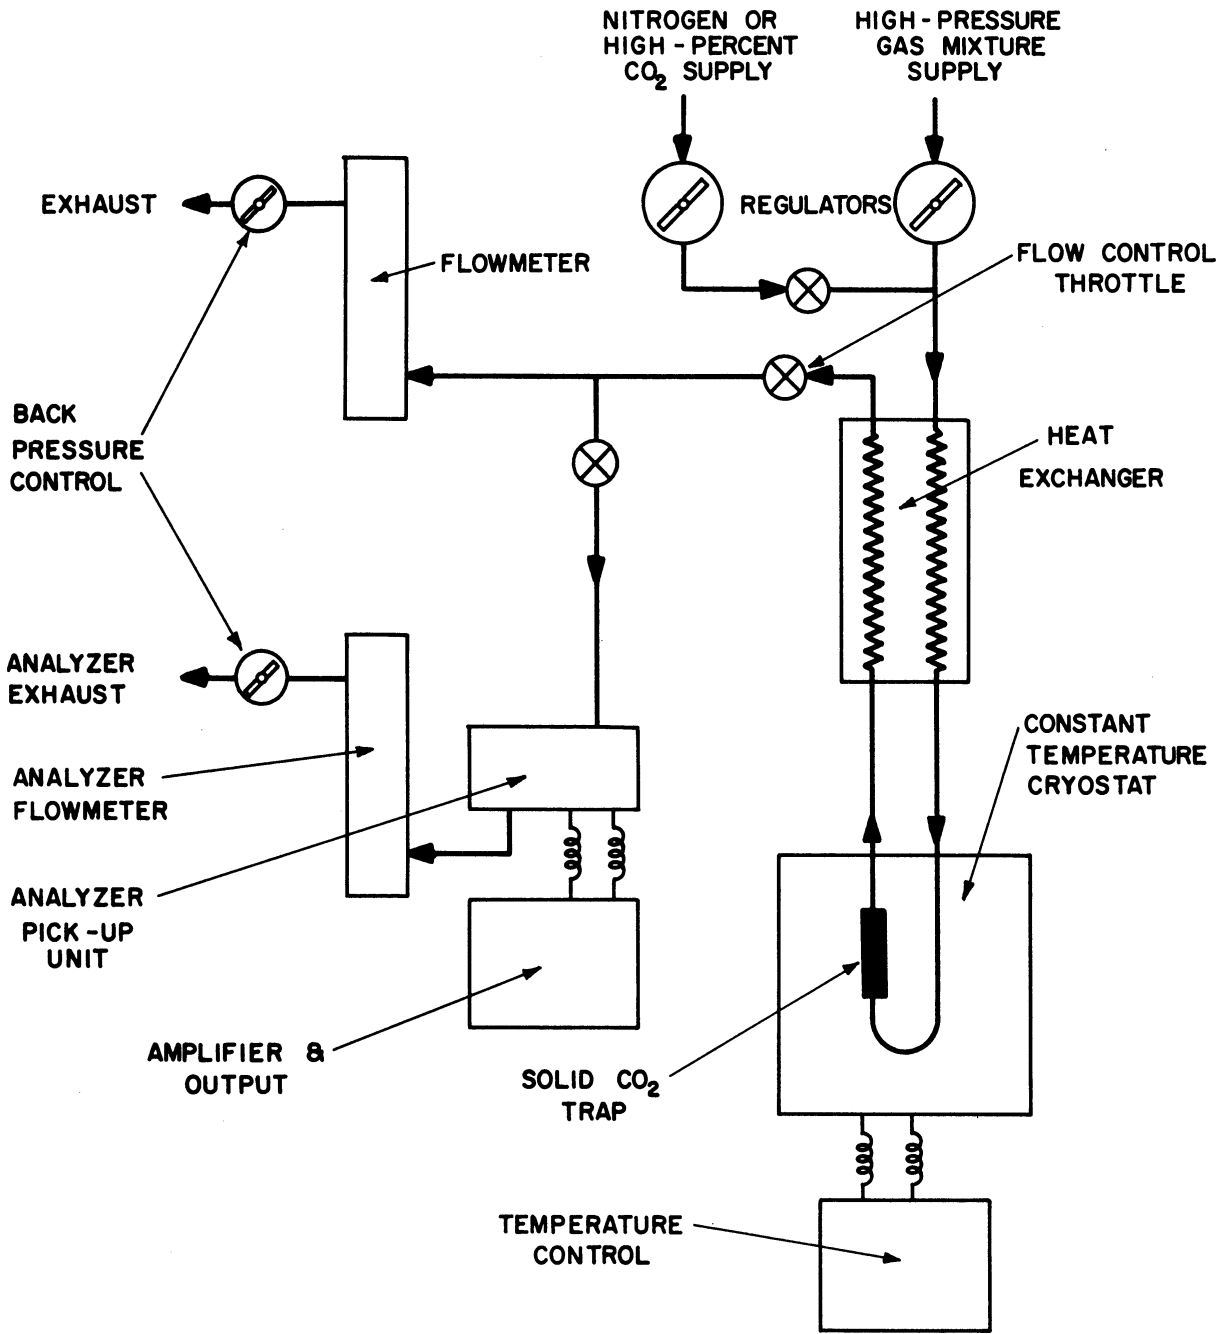 NITROGEN OR
HIGH-PERCENT
CO₂ SUPPLY
HIGH-PRESSURE
GAS MIXTURE
SUPPLY
EXHAUST
REGULATORS
FLOWMETER
FLOW CONTROL
THROTTLE
BACK
PRESSURE
CONTROL
HEAT
EXCHANGER
ANALYZER
EXHAUST
CONSTANT
TEMPERATURE
CRYOSTAT
ANALYZER
FLOWMETER
ANALYZER
PICK-UP
UNIT
AMPLIFIER &
OUTPUT
SOLID CO₂
TRAP
TEMPERATURE
CONTROL